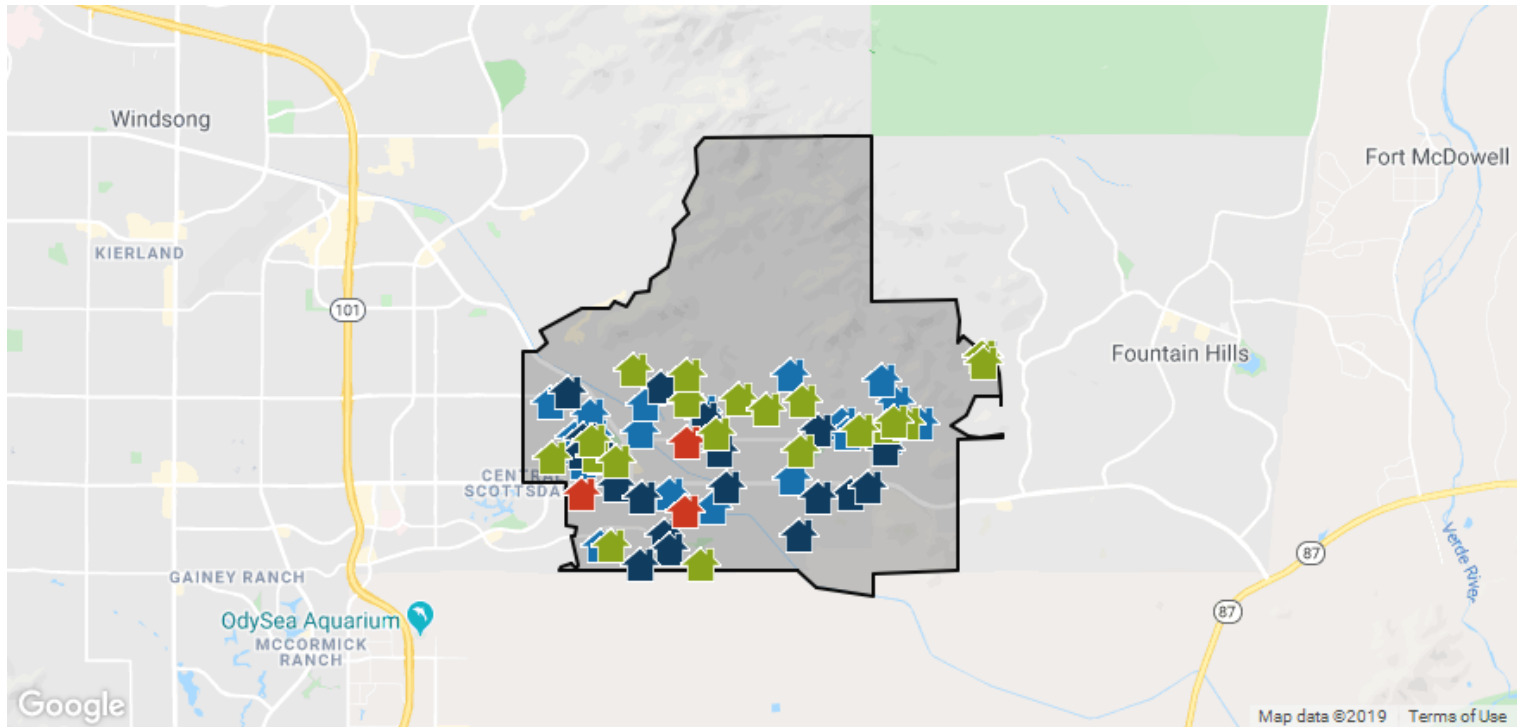 Windsong
Fort McDowell
KIERLAND
101
Fountain Hills
CENTRAL
SCOTTSDA
87
Verde River
GAINEY RANCH
87
OdySea Aquarium
MCCORMICK
RANCH
Google
Map data ©2019
Terms of Use